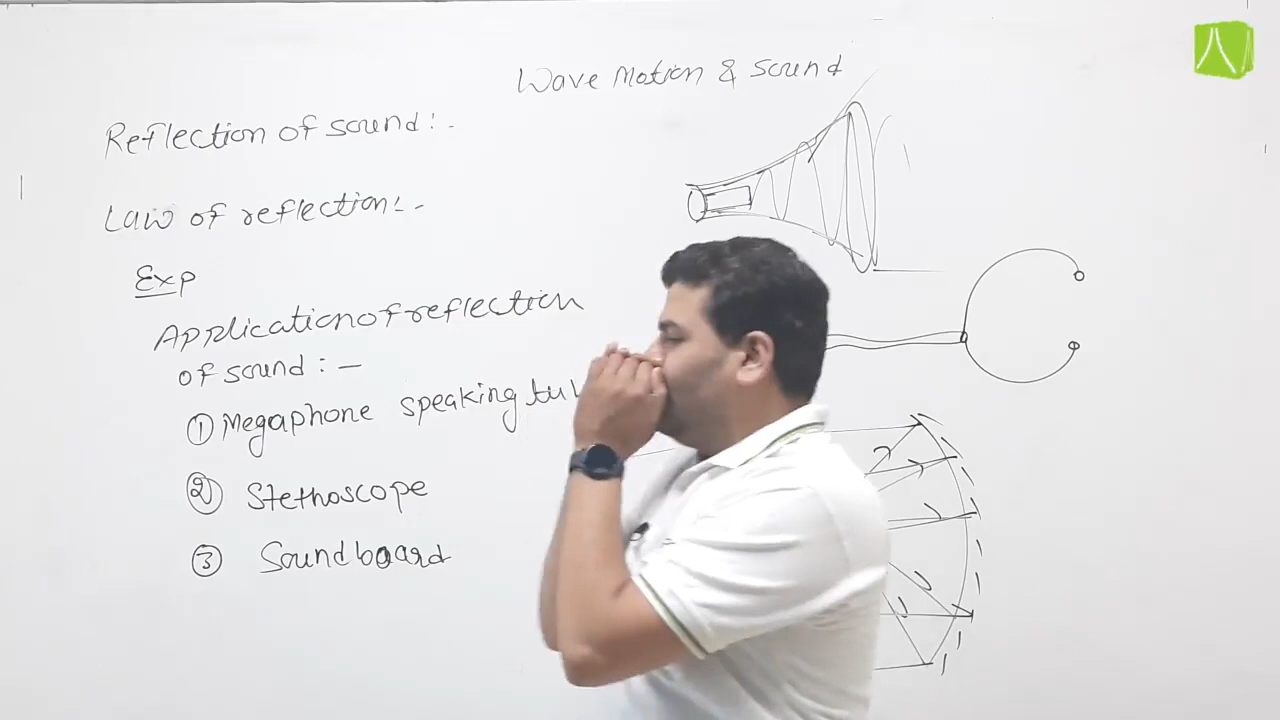 Wave Motion & Sound
Reflection of sound:-
Law of reflection:-
Exp
Application of reflection
of sound :-
① Megaphone speaking
② Stethoscope
③ Soundboard